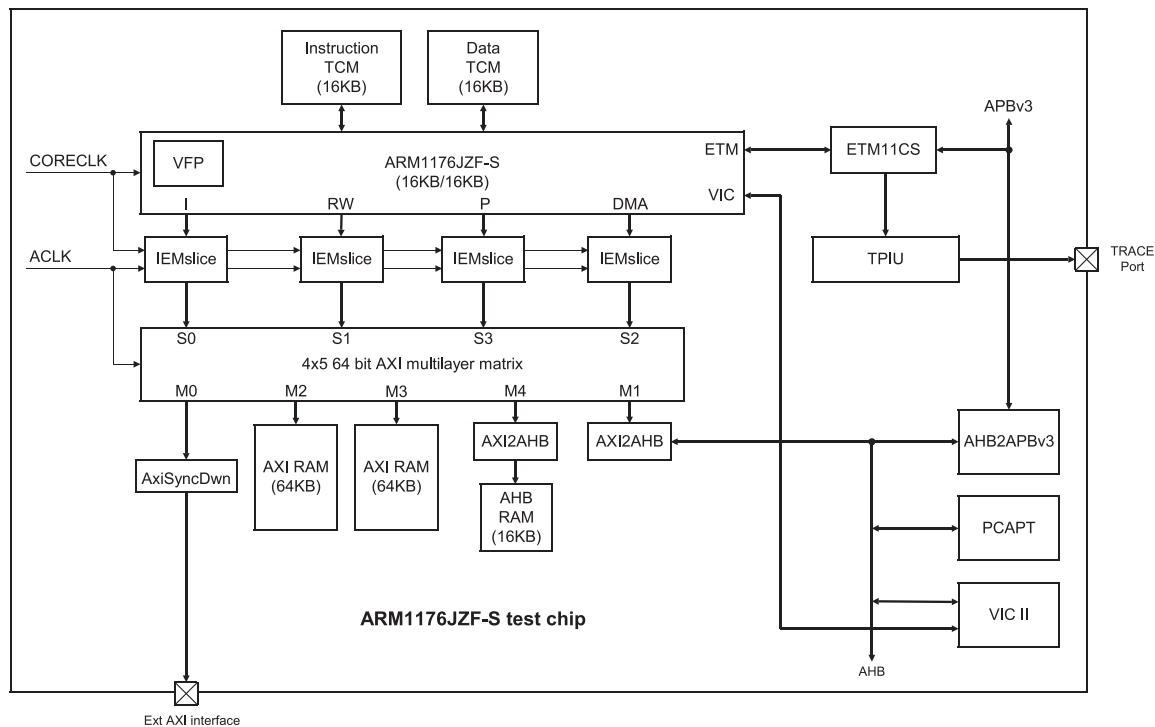 Instruction
TCM
(16KB)
Data
TCM
(16KB)
APBv3
CORECLK
VFP
ARM1176JZF-S
(16KB/16KB)
ETM
ETM11CS
VIC
I
RW
P
DMA
ACLK
IEMslice
IEMslice
IEMslice
IEMslice
TPIU
TRACE
Port
S0
S1
S3
S2
4x5 64 bit AXI multilayer matrix
M0
M2
M3
M4
M1
AxiSyncDwn
AXI RAM
(64KB)
AXI RAM
(64KB)
AXI2AHB
AXI2AHB
AHB2APBv3
AHB
RAM
(16KB)
PCAPT
VIC II
ARM1176JZF-S test chip
AHB
Ext AXI interface